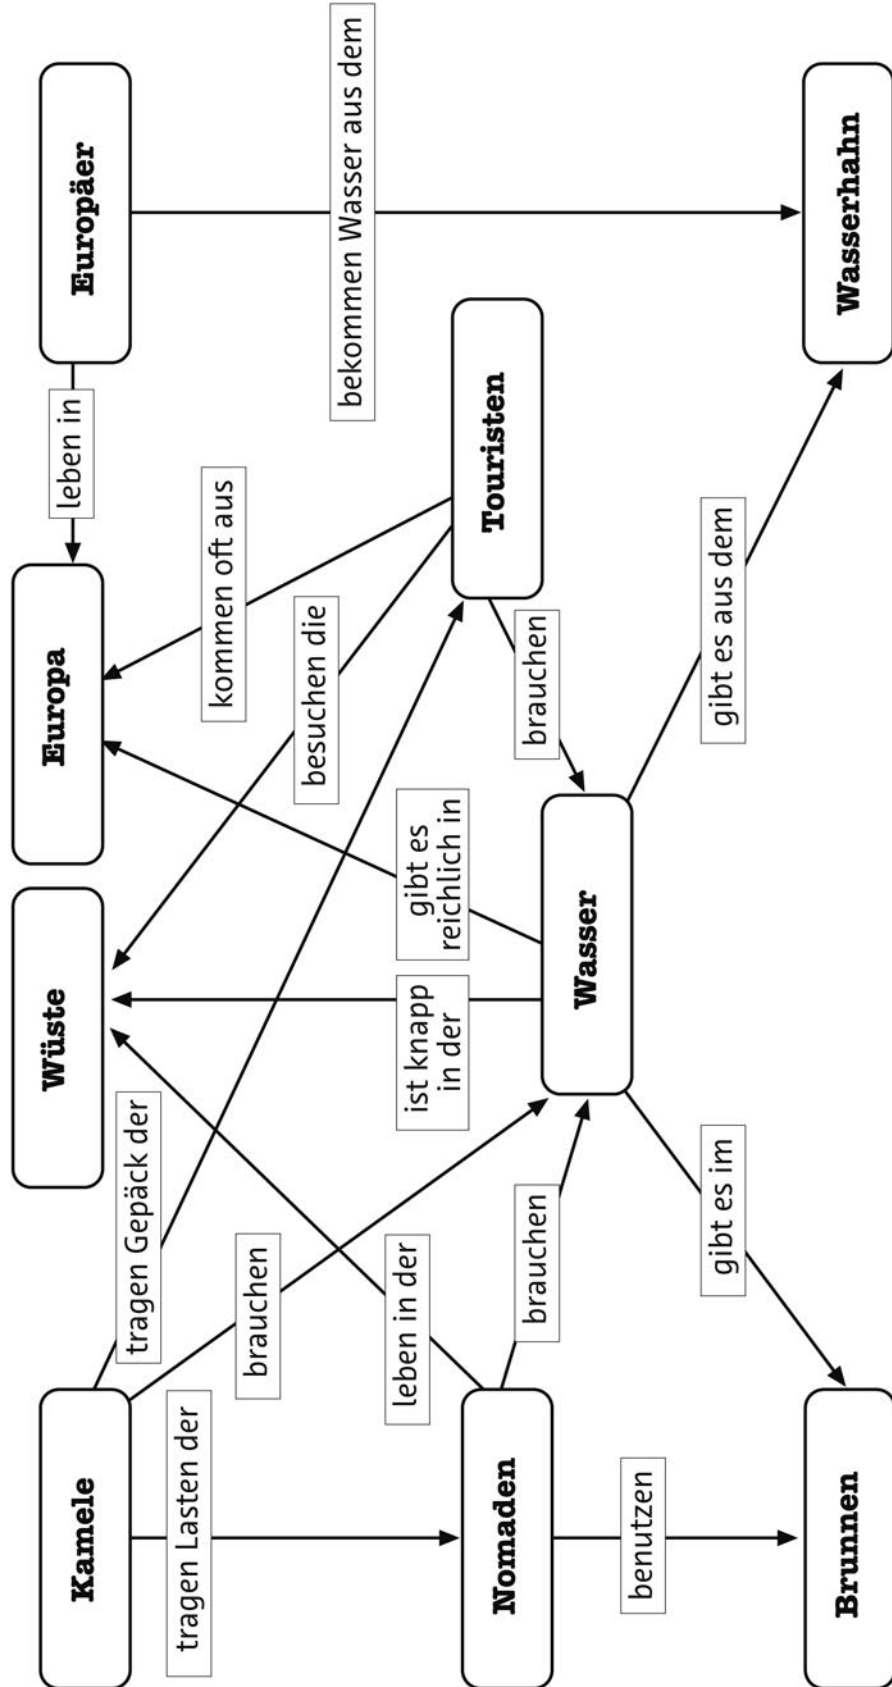 Kamele
tragen Lasten der
Nomaden
benutzen
Brunnen
tragen Gepäck der
brauchen
leben in der
brauchen
gibt es im
Wüste
ist knapp
in der
Wasser
gibt es
reichlich in
Europa
besuchen die
kommen oft aus
brauchen
gibt es aus dem
leben in
Touristen
Europäer
bekommen Wasser aus dem
Wasserhahn